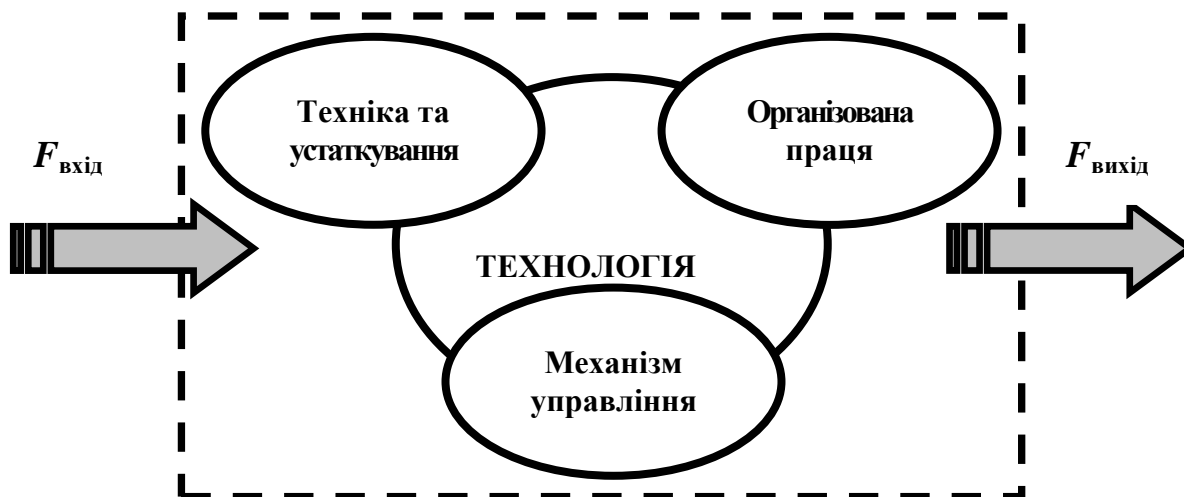 Техніка та
устаткування
Організована
праця
F вхід
F вихід
ТЕХНОЛОГІЯ
Механізм
управління